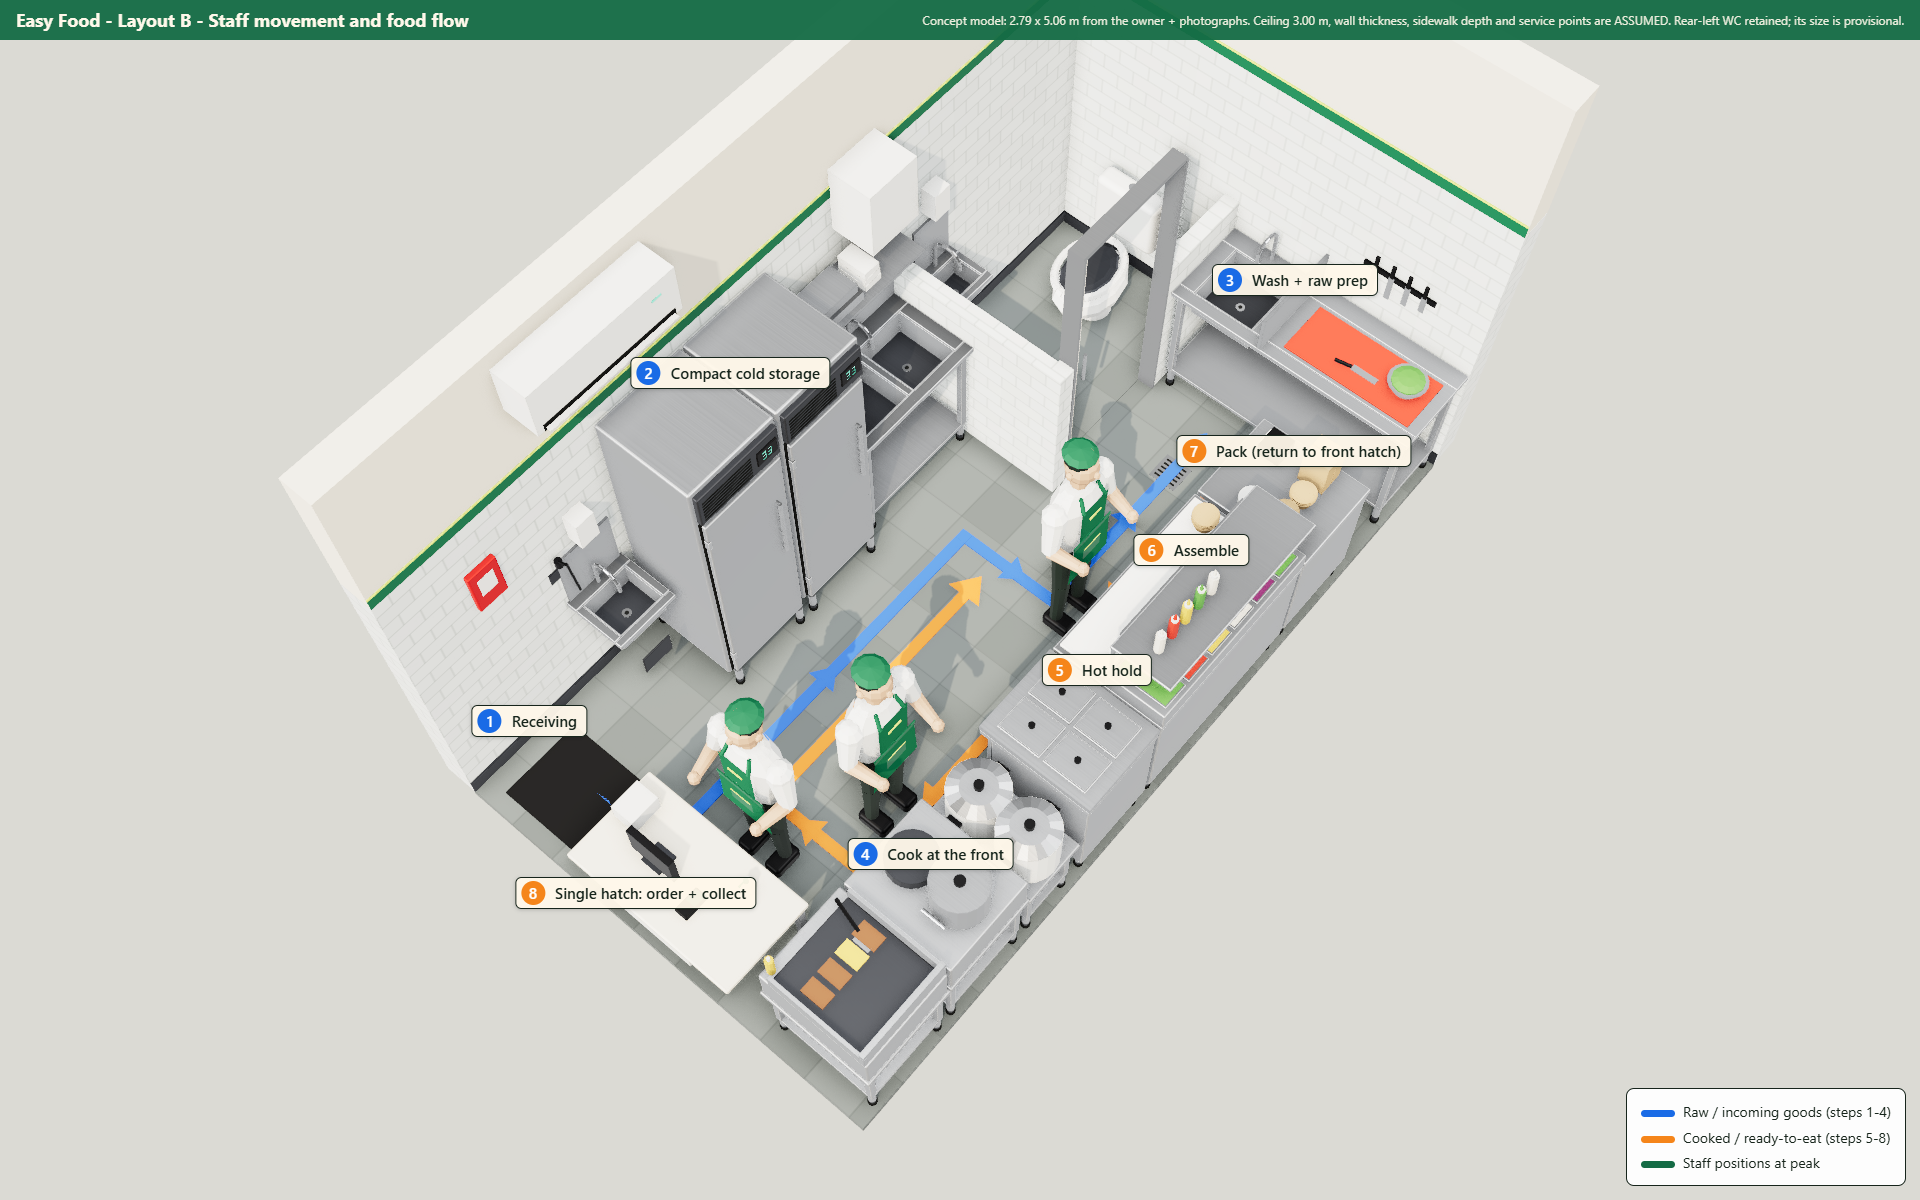 Easy Food - Layout B - Staff movement and food flow
Concept model: 2.79 x 5.06 m from the owner + photographs. Ceiling 3.00 m, wall thickness, sidewalk depth and service points are ASSUMED. Rear-left WC retained; its size is provisional.
3 Wash + raw prep
2 Compact cold storage
33
33
7 Pack (return to front hatch)
6 Assemble
5 Hot hold
1 Receiving
4 Cook at the front
8 Single hatch: order + collect
Raw / incoming goods (steps 1-4)
Cooked / ready-to-eat (steps 5-8)
Staff positions at peak